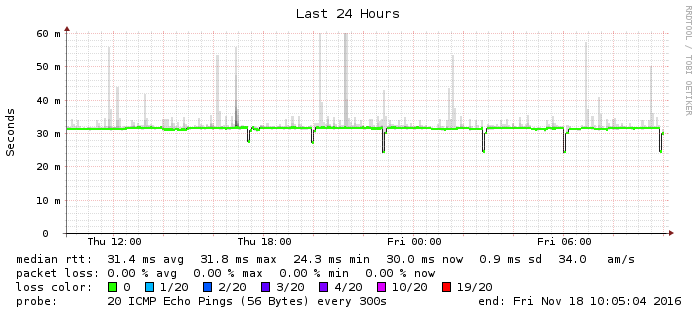 Last 24 Hours
RRDTOOL / TOBI OETIKER
Seconds
60 m
50 m
40 m
30 m
20 m
10 m
0
Thu 12:00 Thu 18:00 Fri 00:00 Fri 06:00
median rtt: 31.4 ms avg 31.8 ms max 24.3 ms min 30.0 ms now 0.9 ms sd 34.0 am/s
packet loss: 0.00 % avg 0.00 % max 0.00 % min 0.00 % now
loss color: 0 1/20 2/20 3/20 4/20 10/20 19/20
probe: 20 ICMP Echo Pings (56 Bytes) every 300s end: Fri Nov 18 10:05:04 2016